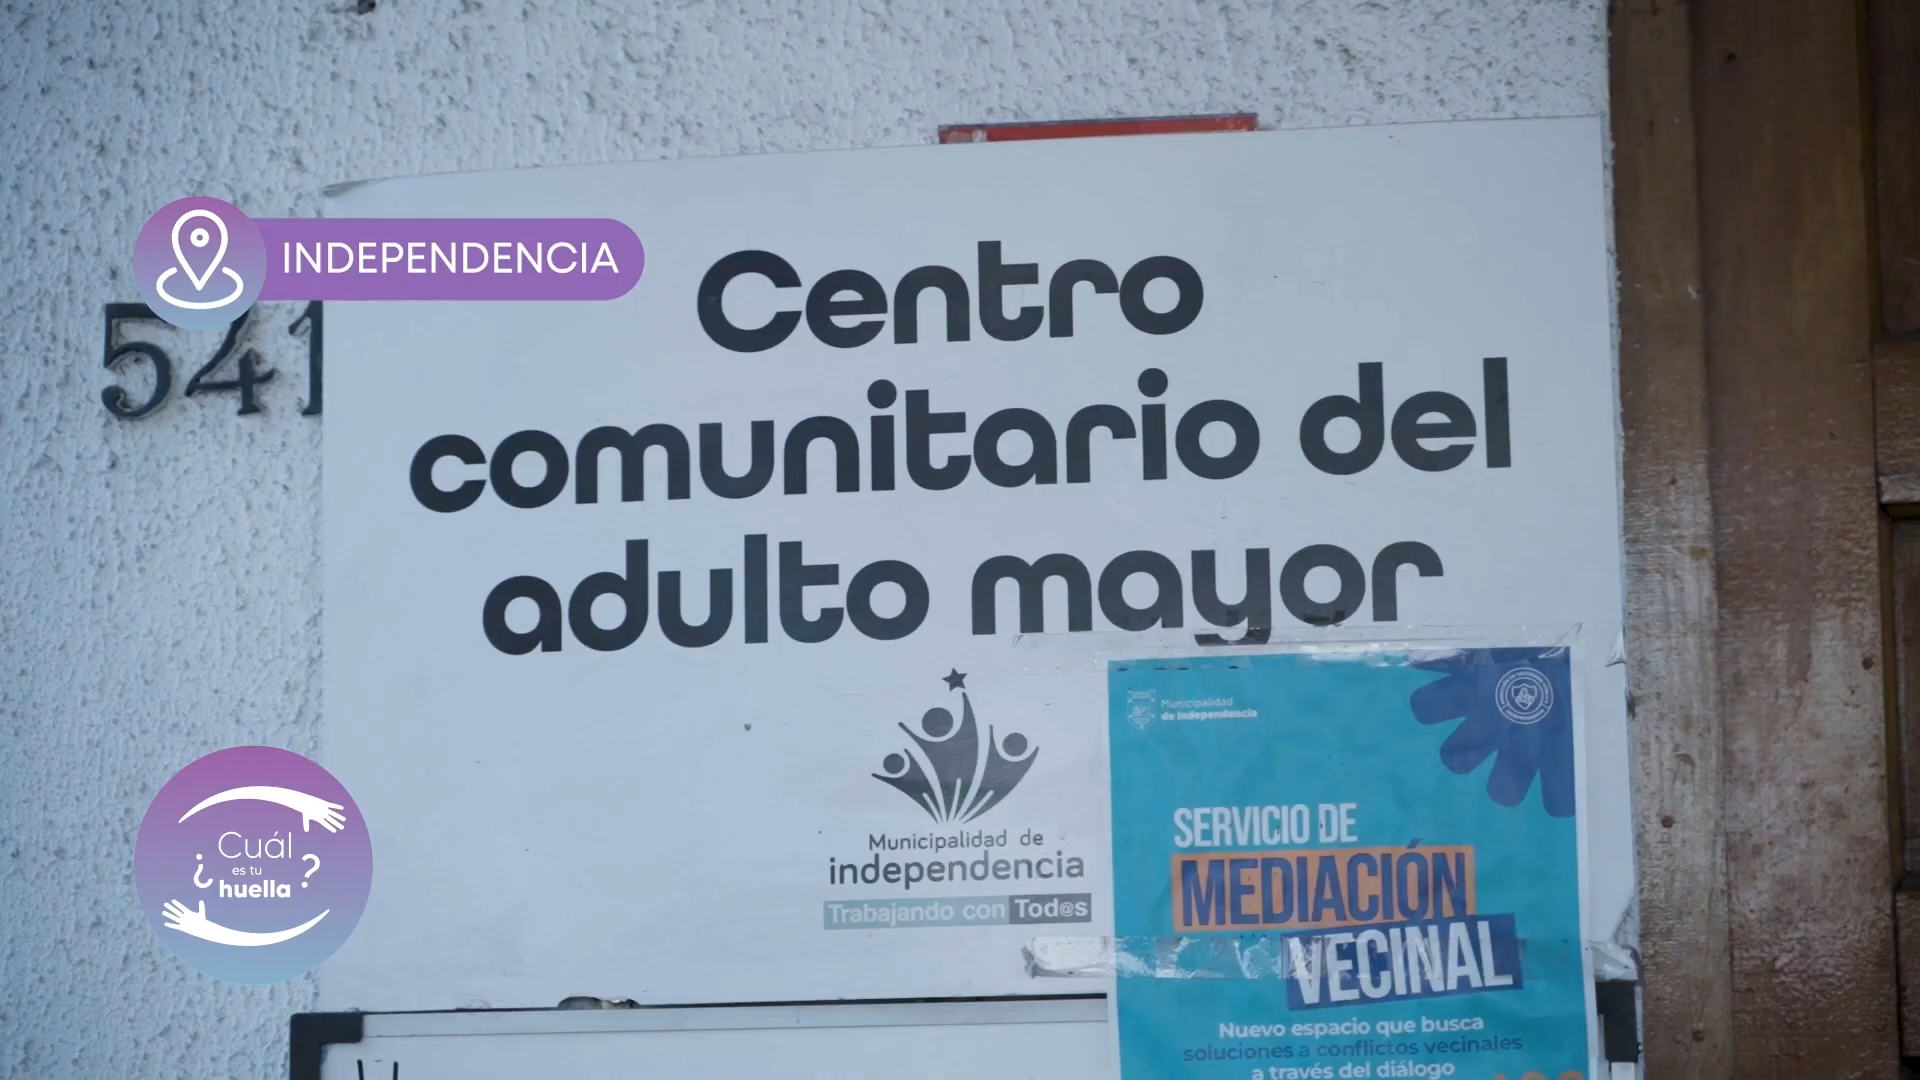 INDEPENDENCIA
541
Centro
comunitario del
adulto mayor
Municipalidad de
independencia
Trabajando con Tod@s
Municipalidad
de Independencia
SERVICIO DE
MEDIACIÓN
VECINAL
Nuevo espacio que busca
soluciones a conflictos vecinales
a través del diálogo
¿Cuál
es tu
huella?